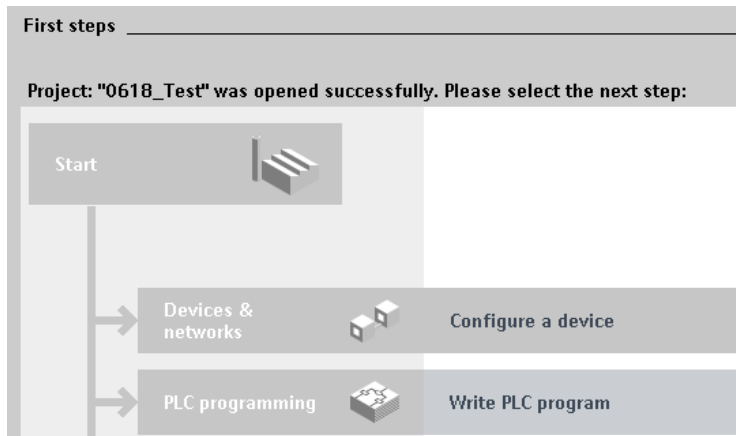 First steps
Project: "0618_Test" was opened successfully. Please select the next step:
Start
Devices &
networks
Configure a device
PLC programming
Write PLC program